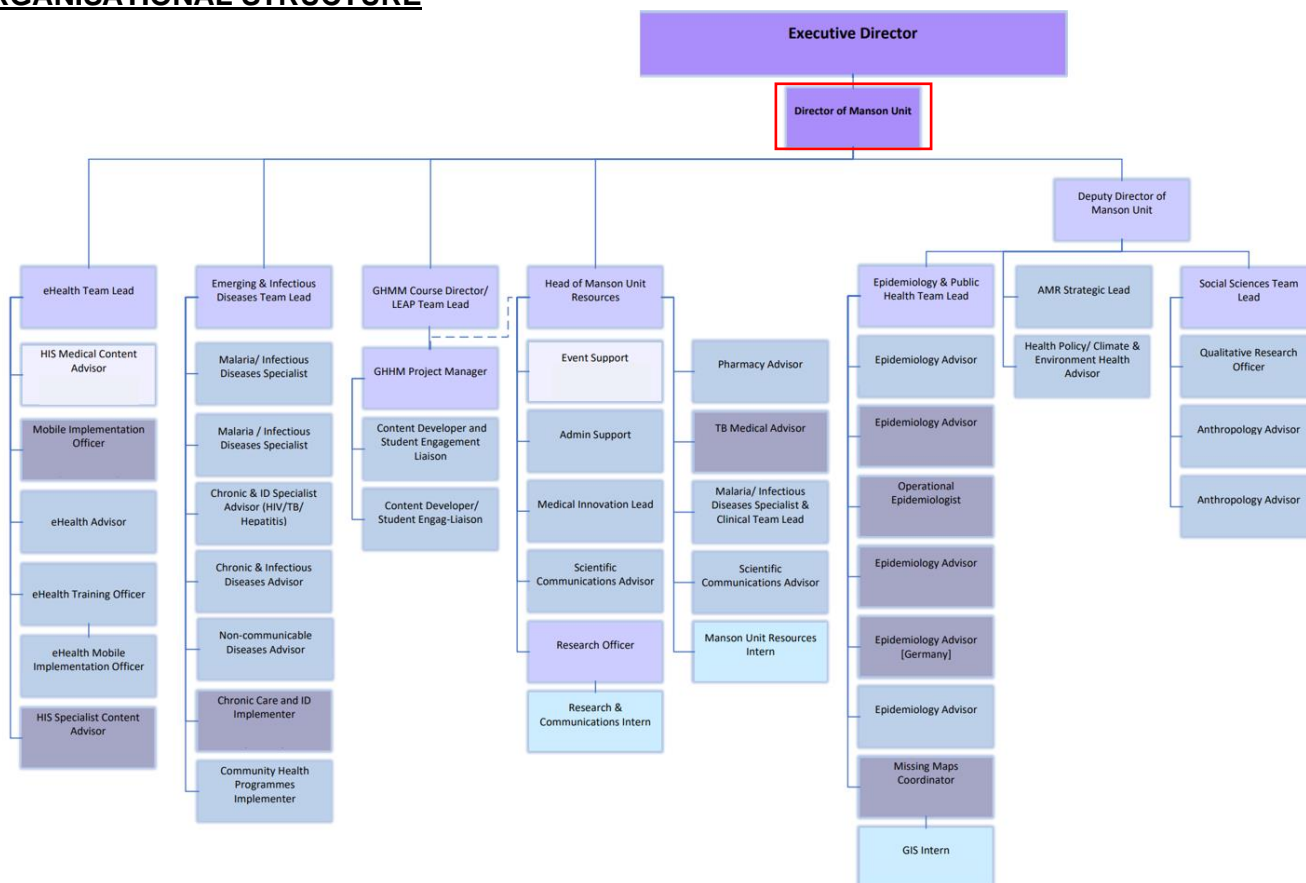 RGANISATIONAL STRUCTURE
Executive Director
Director of Manson Unit
Deputy Director of
Manson Unit
eHealth Team Lead
HIS Medical Content
Advisor
Mobile Implementation
Officer
eHealth Advisor
eHealth Training Officer
eHealth Mobile
Implementation Officer
HIS Specialist Content
Advisor
Emerging & Infectious
Diseases Team Lead
Malaria/ Infectious
Diseases Specialist
Malaria / Infectious
Diseases Specialist
Chronic & ID Specialist
Advisor (HIV/TB/
Hepatitis)
Chronic & Infectious
Diseases Advisor
Non-communicable
Diseases Advisor
Chronic Care and ID
Implementer
Community Health
Programmes
Implementer
GHMM Course Director/
LEAP Team Lead
GHHM Project Manager
Content Developer and
Student Engagement
Liaison
Content Developer/
Student Engag-Liaison
Head of Manson Unit
Resources
Event Support
Admin Support
Medical Innovation Lead
Scientific
Communications Advisor
Research Officer
Research &
Communications Intern
Pharmacy Advisor
TB Medical Advisor
Malaria/ Infectious
Diseases Specialist &
Clinical Team Lead
Scientific
Communications Advisor
Manson Unit Resources
Intern
Epidemiology & Public
Health Team Lead
Epidemiology Advisor
Epidemiology Advisor
Operational
Epidemiologist
Epidemiology Advisor
Epidemiology Advisor
[Germany]
Epidemiology Advisor
Missing Maps
Coordinator
GIS Intern
AMR Strategic Lead
Health Policy/ Climate &
Environment Health
Advisor
Social Sciences Team
Lead
Qualitative Research
Officer
Anthropology Advisor
Anthropology Advisor